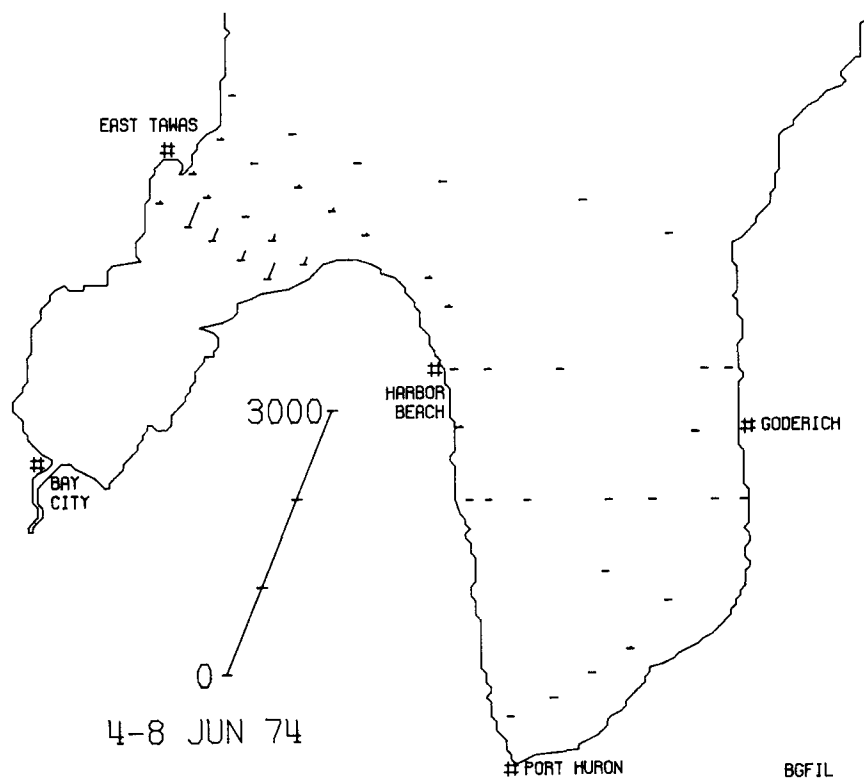 EAST TAWAS
HARBOR
BEACH
3000
GODERICH
BAY
CITY
0
4-8 JUN 74
PORT HURON
BGFIL